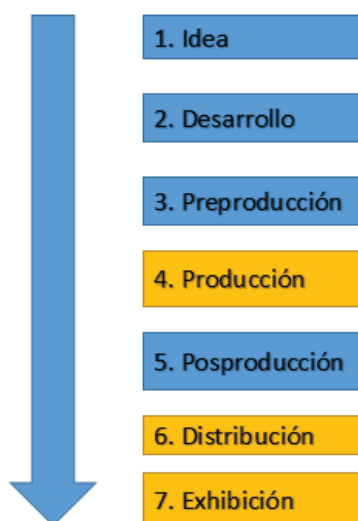 1. Idea
2. Desarrollo
3. Preproducción
4. Producción
5. Posproducción
6. Distribución
7. Exhibición